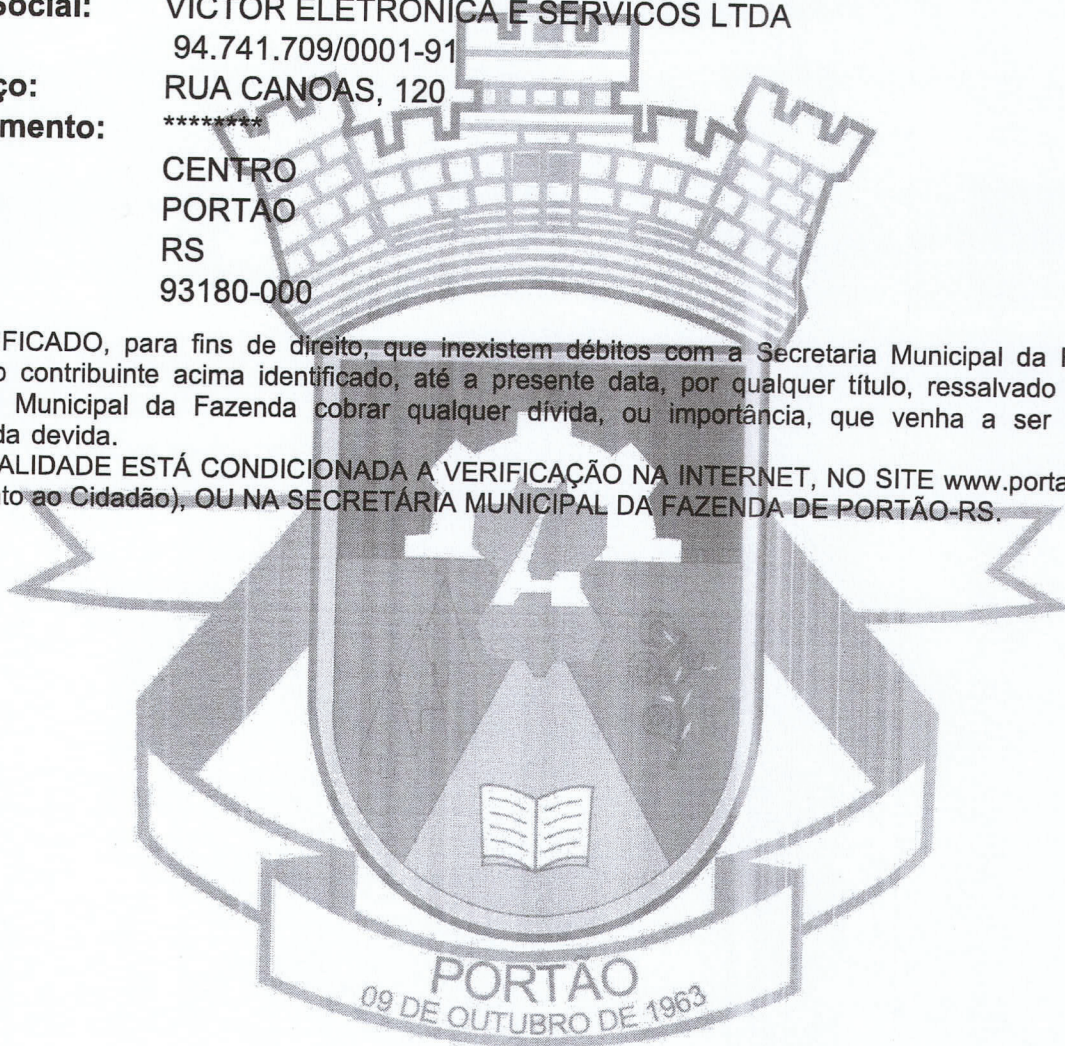 Social: VICTOR ELETRONICA E SERVICOS LTDA
94.741.709/0001-91
ço: RUA CANOAS, 120
mento: ********
CENTRO
PORTAO
RS
93180-000
FICADO, para fins de direito, que inexistem débitos com a Secretaria Municipal da
o contribuinte acima identificado, até a presente data, por qualquer título, ressalvado
Municipal da Fazenda cobrar qualquer dívida, ou importância, que venha a ser
da devida.
ALIDADE ESTÁ CONDICIONADA A VERIFICAÇÃO NA INTERNET, NO SITE www.porta
to ao Cidadão), OU NA SECRETÁRIA MUNICIPAL DA FAZENDA DE PORTÃO-RS.
PORTÃO
09 DE OUTUBRO DE 1963